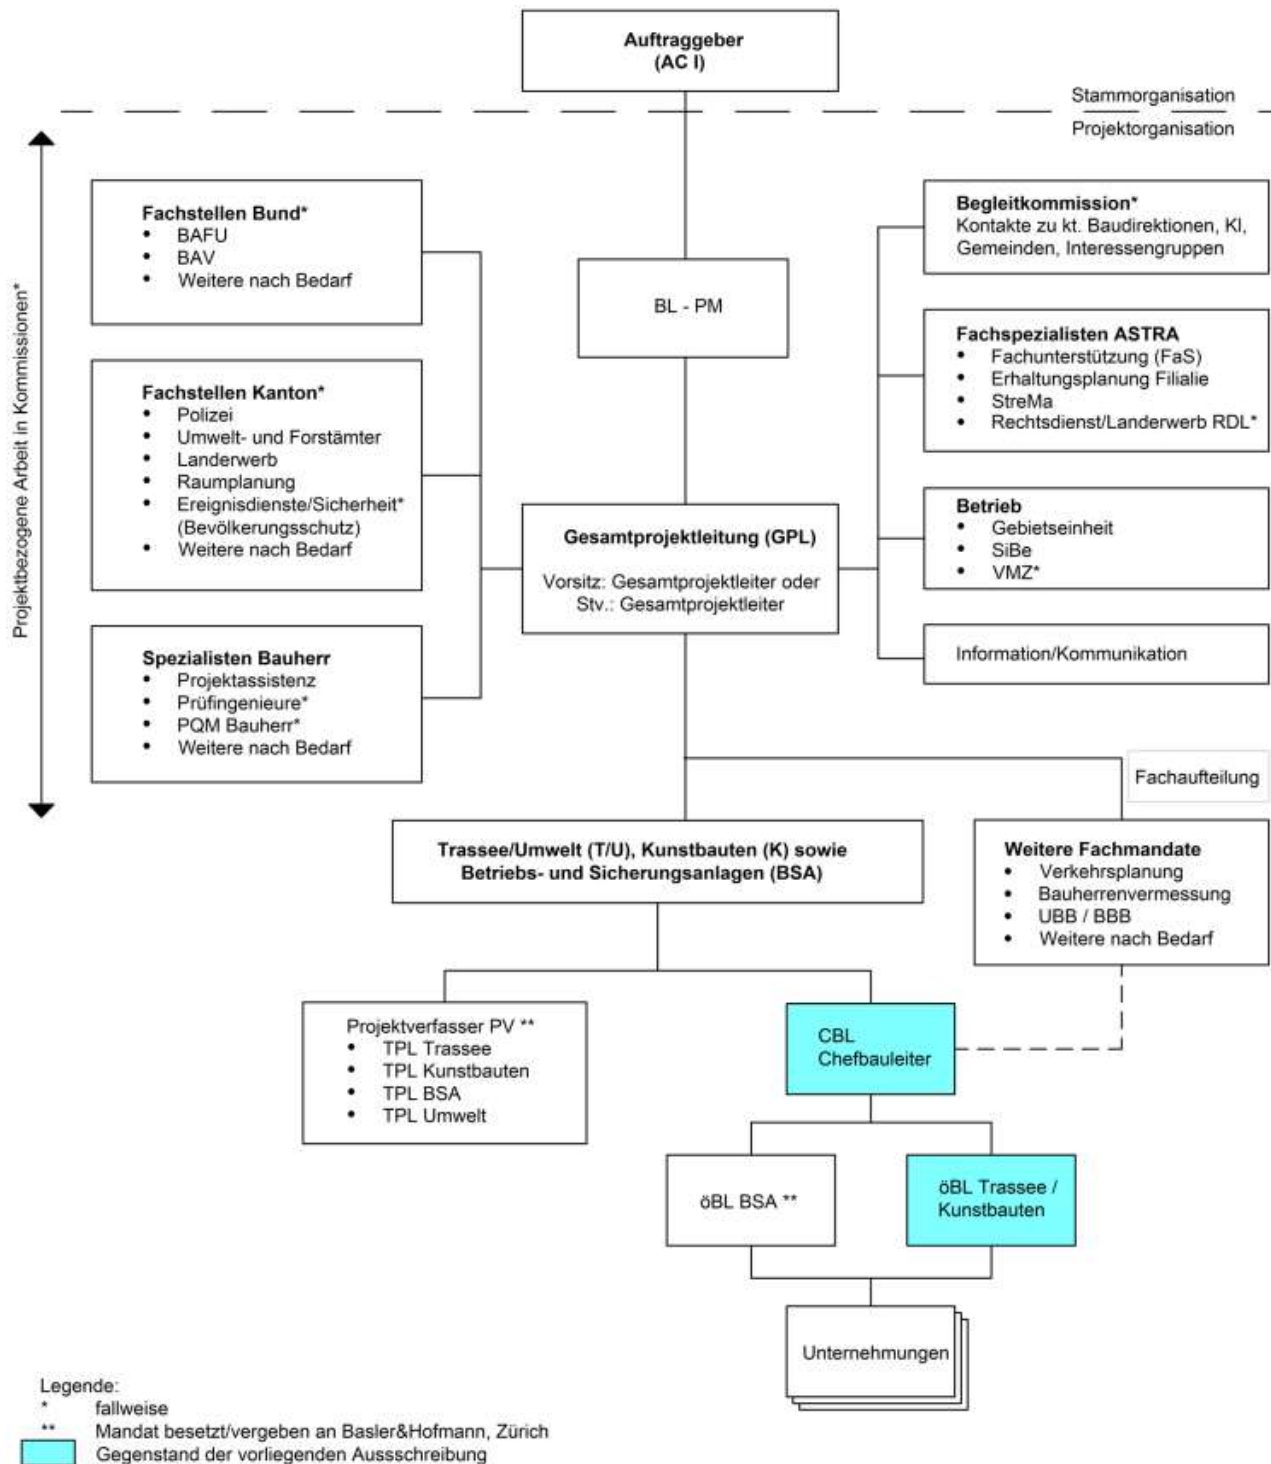 Auftraggeber
(AC I)
Stammorganisation
Projektorganisation
Projektbezogene Arbeit in Kommissionen*
Fachstellen Bund*
• BAFU
• BAV
• Weitere nach Bedarf
Begleitkommission*
Kontakte zu kt. Baudirektionen, KI,
Gemeinden, Interessengruppen
BL - PM
Fachspezialisten ASTRA
• Fachunterstützung (FaS)
• Erhaltungsplanung Filialie
• StreMa
• Rechtsdienst/Landerwerb RDL*
Fachstellen Kanton*
• Polizei
• Umwelt- und Forstämter
• Landerwerb
• Raumplanung
• Ereignisdienste/Sicherheit*
(Bevölkerungsschutz)
• Weitere nach Bedarf
Gesamtprojektleitung (GPL)
Vorsitz: Gesamtprojektleiter oder
Stv.: Gesamtprojektleiter
Betrieb
• Gebietseinheit
• SiBe
• VMZ*
Spezialisten Bauherr
• Projektassistenz
• Prüfingenieure*
• PQM Bauherr*
• Weitere nach Bedarf
Information/Kommunikation
Fachaufteilung
Trassee/Umwelt (T/U), Kunstbauten (K) sowie
Betriebs- und Sicherungsanlagen (BSA)
Weitere Fachmandate
• Verkehrsplanung
• Bauherrenvermessung
• UBB / BBB
• Weitere nach Bedarf
Projektverfasser PV **
• TPL Trassee
• TPL Kunstbauten
• TPL BSA
• TPL Umwelt
CBL
Chefbauleiter
öBL BSA **
öBL Trassee /
Kunstbauten
Unternehmungen
Legende:
* fallweise
** Mandat besetzt/vergeben an Basler&Hofmann, Zürich
Gegenstand der vorliegenden Aussschreibung